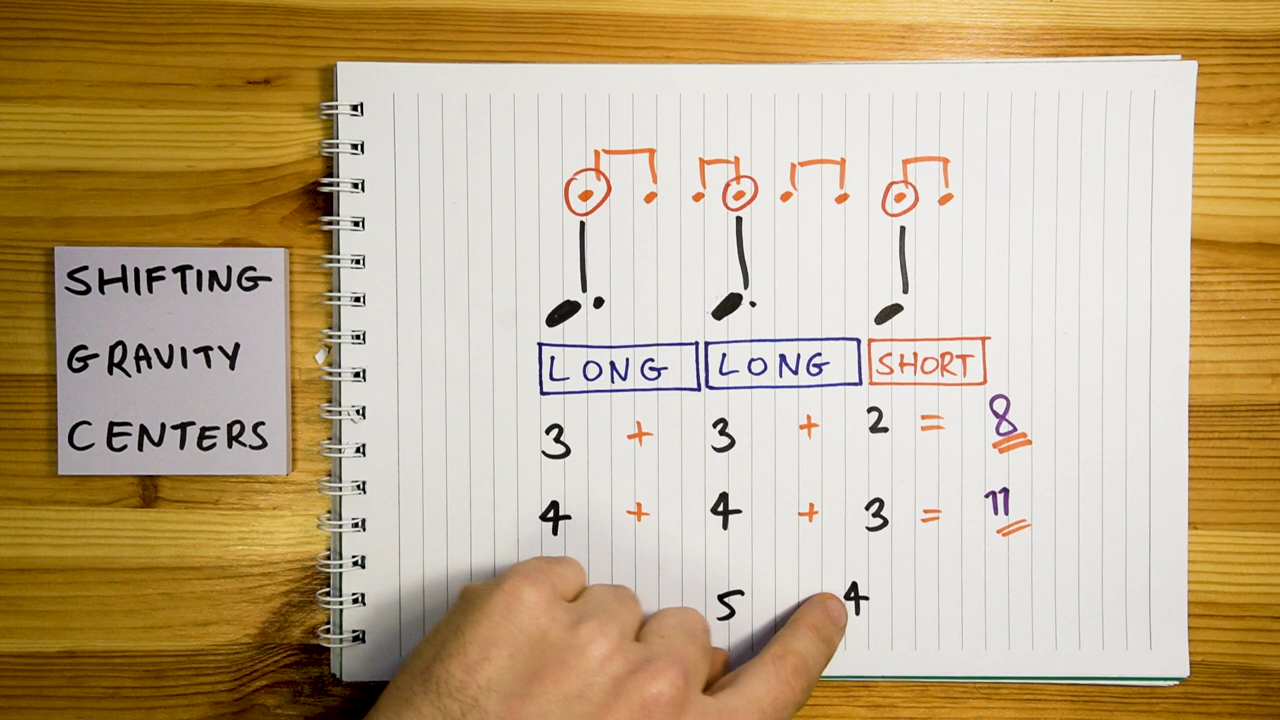 SHIFTING
GRAVITY
CENTERS
LONG LONG SHORT
3 + 3 + 2 = 8
4 + 4 + 3 = 11
5 4